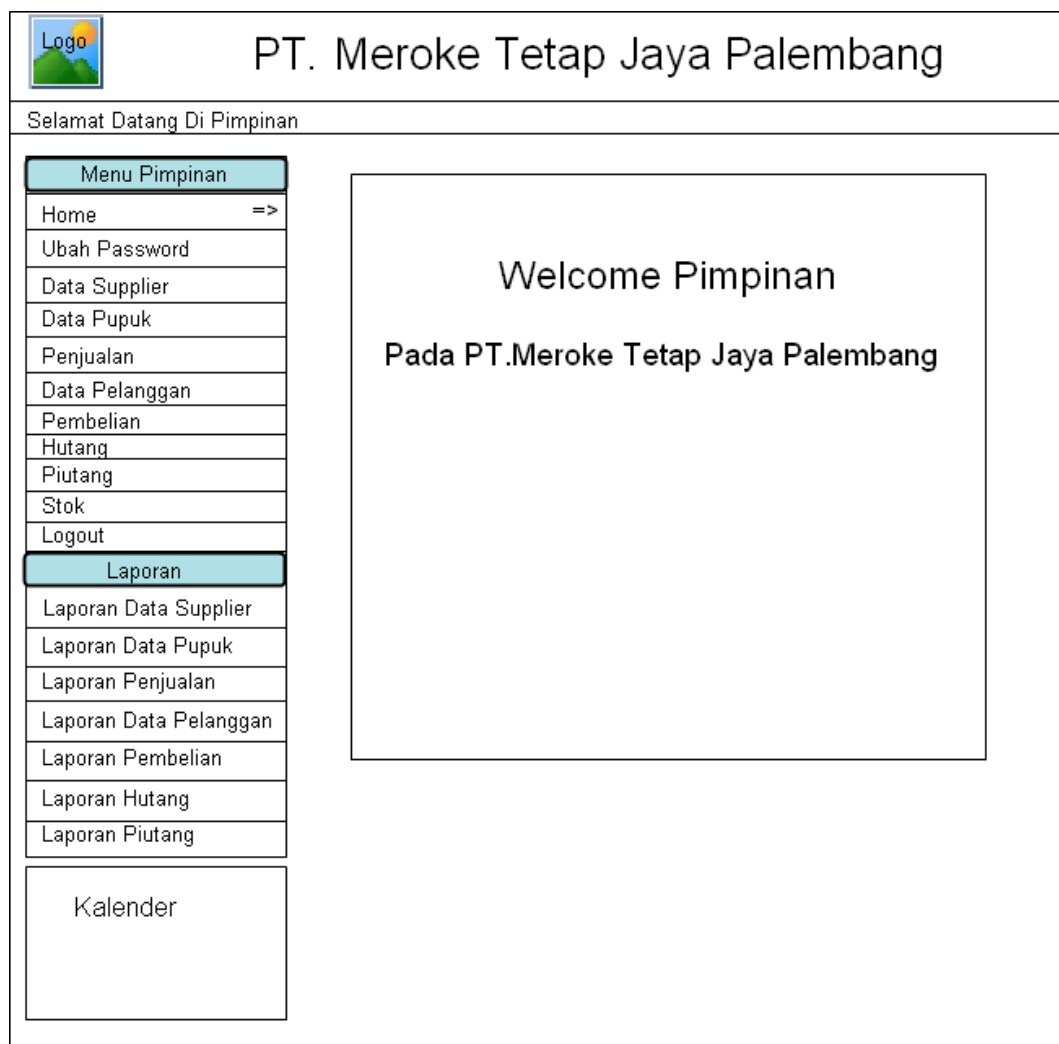 Logo
PT. Meroke Tetap Jaya Palembang
Selamat Datang Di Pimpinan
Menu Pimpinan
Home =>
Ubah Password
Data Supplier
Data Pupuk
Penjualan
Data Pelanggan
Pembelian
Hutang
Piutang
Stok
Logout
Laporan
Laporan Data Supplier
Laporan Data Pupuk
Laporan Penjualan
Laporan Data Pelanggan
Laporan Pembelian
Laporan Hutang
Laporan Piutang
Kalender
Welcome Pimpinan
Pada PT.Meroke Tetap Jaya Palembang